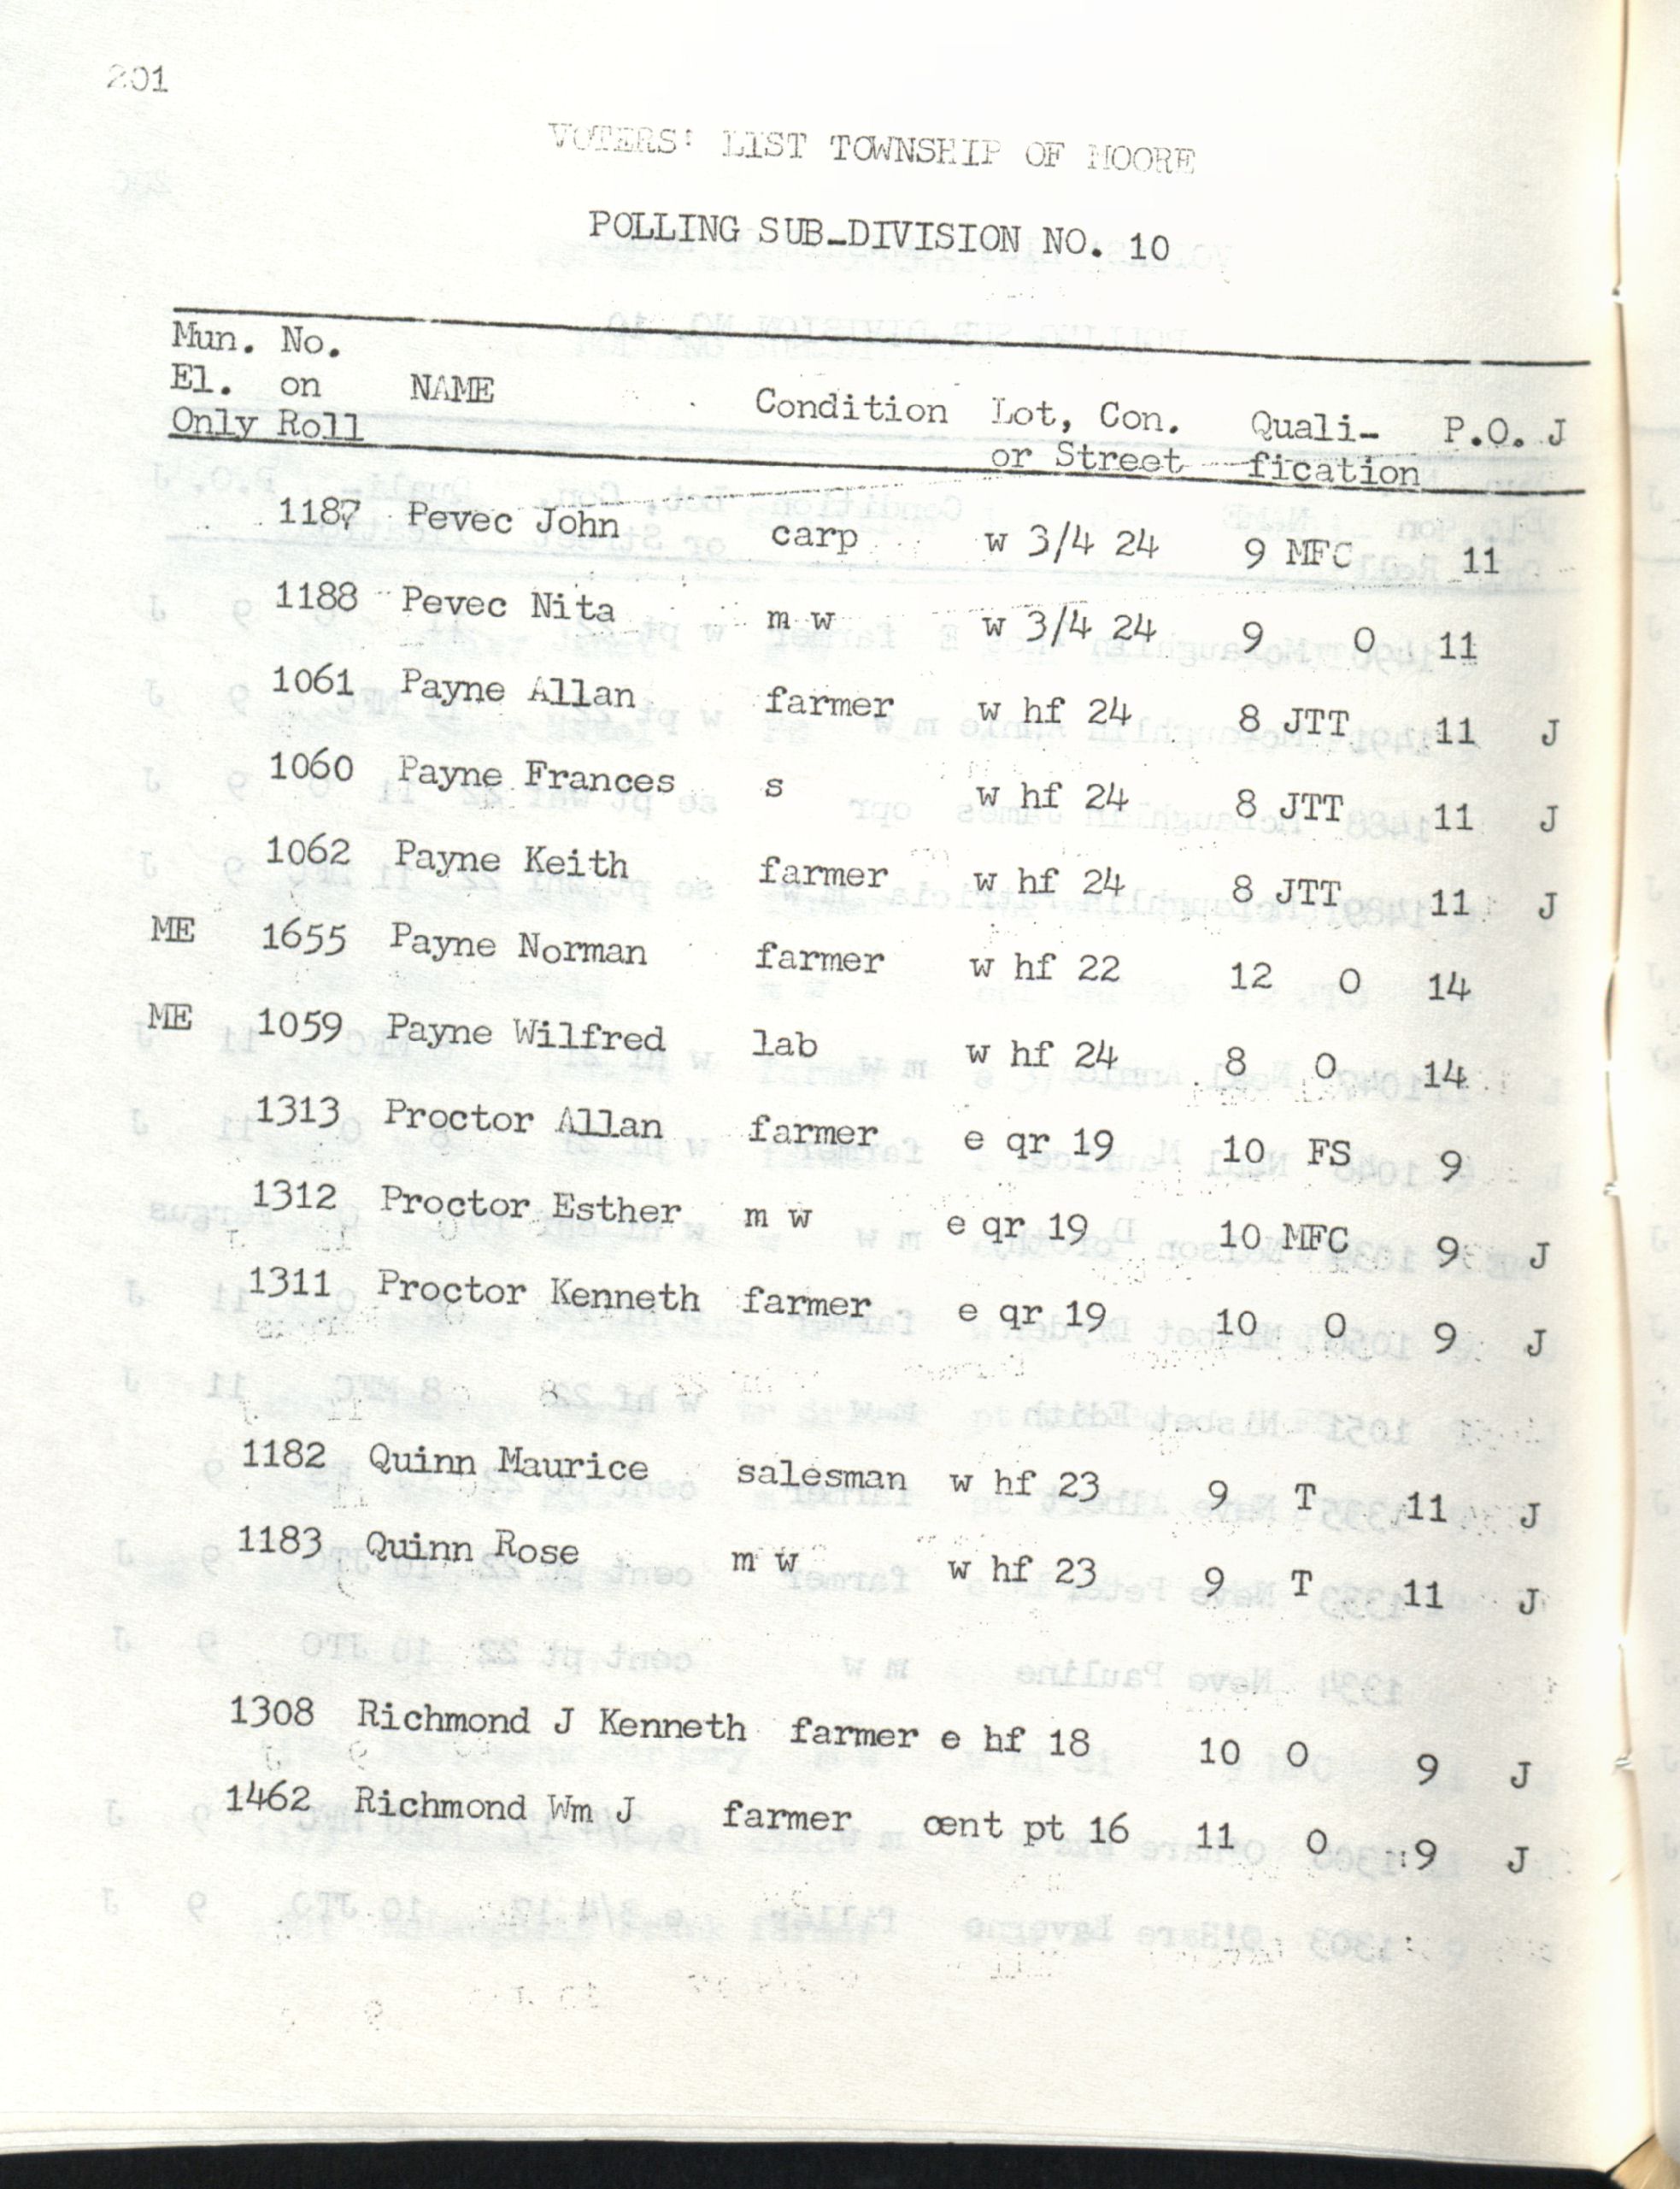 201
VOTERS' LIST TOWNSHIP OF MOORE
POLLING SUB-DIVISION NO. 10
Mun. No.
El. on NAME Condition Lot, Con. Quali- P.O. J
Only Roll or Street fication
1187 Pevec John carp w 3/4 24 9 MFC 11
1188 Pevec Nita m w w 3/4 24 9 O 11
1061 Payne Allan farmer w hf 24 8 JTT 11 J
1060 Payne Frances s w hf 24 8 JTT 11 J
1062 Payne Keith farmer w hf 24 8 JTT 11 J
ME 1655 Payne Norman farmer w hf 22 12 O 14
ME 1059 Payne Wilfred lab w hf 24 8 O 14
1313 Proctor Allan farmer e qr 19 10 FS 9
1312 Proctor Esther m w e qr 19 10 MFC 9 J
1311 Proctor Kenneth farmer e qr 19 10 O 9 J
1182 Quinn Maurice salesman w hf 23 9 T 11 J
1183 Quinn Rose m w w hf 23 9 T 11 J
1308 Richmond J Kenneth farmer e hf 18 10 O 9 J
1462 Richmond Wm J farmer cent pt 16 11 O 9 J